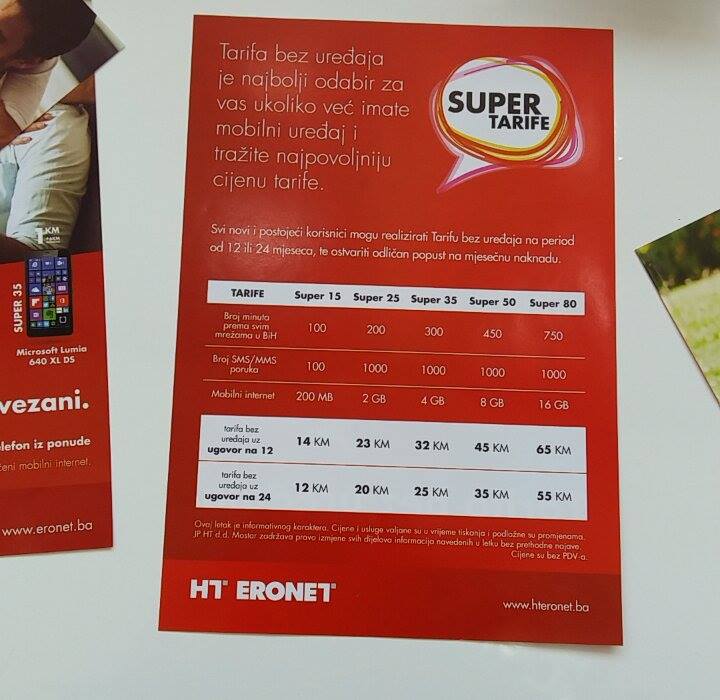 Tarifa bez uređaja
je najbolji odabir za
vas ukoliko već imate
mobilni uređaj i
tražite najpovoljniju
cijenu tarife.
SUPER
TARIFE
Svi novi i postojeći korisnici mogu realizirati Tarifu bez uređaja na period
od 12 ili 24 mjeseca, te ostvariti odličan popust na mjesečnu naknadu.
TARIFE Super 15 Super 25 Super 35 Super 50 Super 80
Broj minuta
prema svim
mrežama u BiH
100 200 300 450 750
Broj SMS/MMS
poruka
100 1000 1000 1000 1000
Mobilni internet 200 MB 2 GB 4 GB 8 GB 16 GB
tarifa bez
uređaja uz
ugovor na 12
14 KM 23 KM 32 KM 45 KM 65 KM
tarifa bez
uređaja uz
ugovor na 24
12 KM 20 KM 25 KM 35 KM 55 KM
Ovaj letak je informativnog karaktera. Cijene i usluge valjane su u vrijeme tiskanja i podložne su promjenama.
JP HT d.d. Mostar zadržava pravo izmjene svih dijelova informacija navedenih u letku bez prethodne najave.
Cijene su bez PDV-a.
HT ERONET
www.hteronet.ba
1 KM
SUPER 35
Microsoft Lumia
640 XL DS
vezani.
elefon iz ponude
čeni mobilni internet.
www.eronet.ba